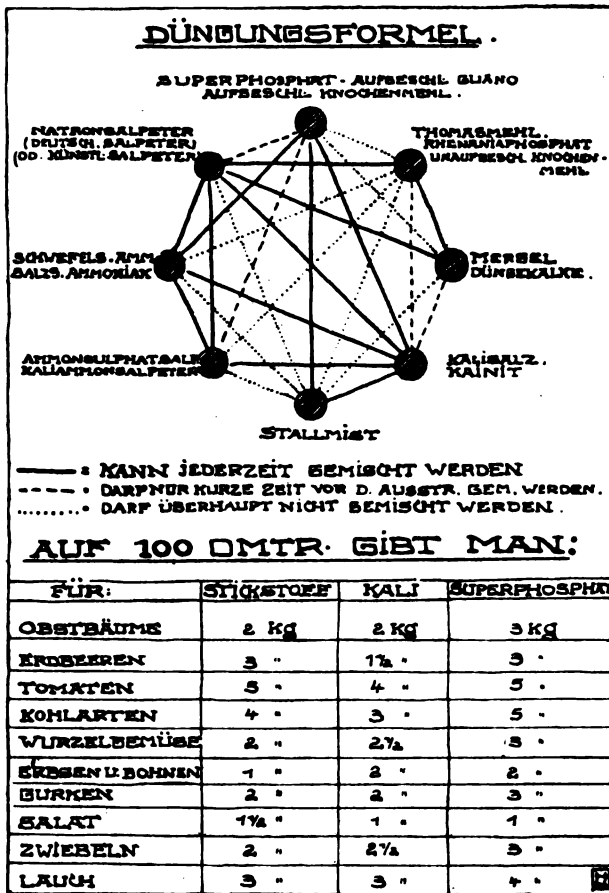 DÜNGUNGSFORMEL.
SUPERPHOSPHAT - AUFGESCHL. GUANO
AUFGESCHL. KNOCHENMEHL.
NATRONSALPETER
(DEUTSCH. SALPETER)
(OD. KÜNSTL. SALPETER)
THOMASMEHL.
RHENANIAPHOSPHAT
UNAUFGESCH. KNOCHEN-
MEHL
SCHWEFELS. AMM
SALZS. AMMONIAK
MERGEL
DÜNGEKALKE.
AMMONSULPHATSALP
KALIAMMONSALPETER
KALISALZ.
KAINIT
STALLMIST
= KANN JEDERZEIT GEMISCHT WERDEN
= DARF NUR KURZE ZEIT VOR D. AUSSTR. GEM. WERDEN.
= DARF ÜBERHAUPT NICHT GEMISCHT WERDEN.
AUF 100 QMTR. GIBT MAN:
FÜR: STICKSTOFF KALI SUPERPHOSPHAT
OBSTBÄUME 2 KG 2 KG 3 KG
ERDBEEREN 3 " 1½ " 3 "
TOMATEN 5 " 4 " 5 "
KOHLARTEN 4 " 3 " 5 "
WURZELGEMÜSE 2 " 2½ 3 "
ERBSEN U. BOHNEN 1 " 2 " 2 "
GURKEN 2 " 2 " 3 "
SALAT 1½ " 1 " 1 "
ZWIEBELN 2 " 2½ 3 "
LAUCH 3 " 3 " 4 "